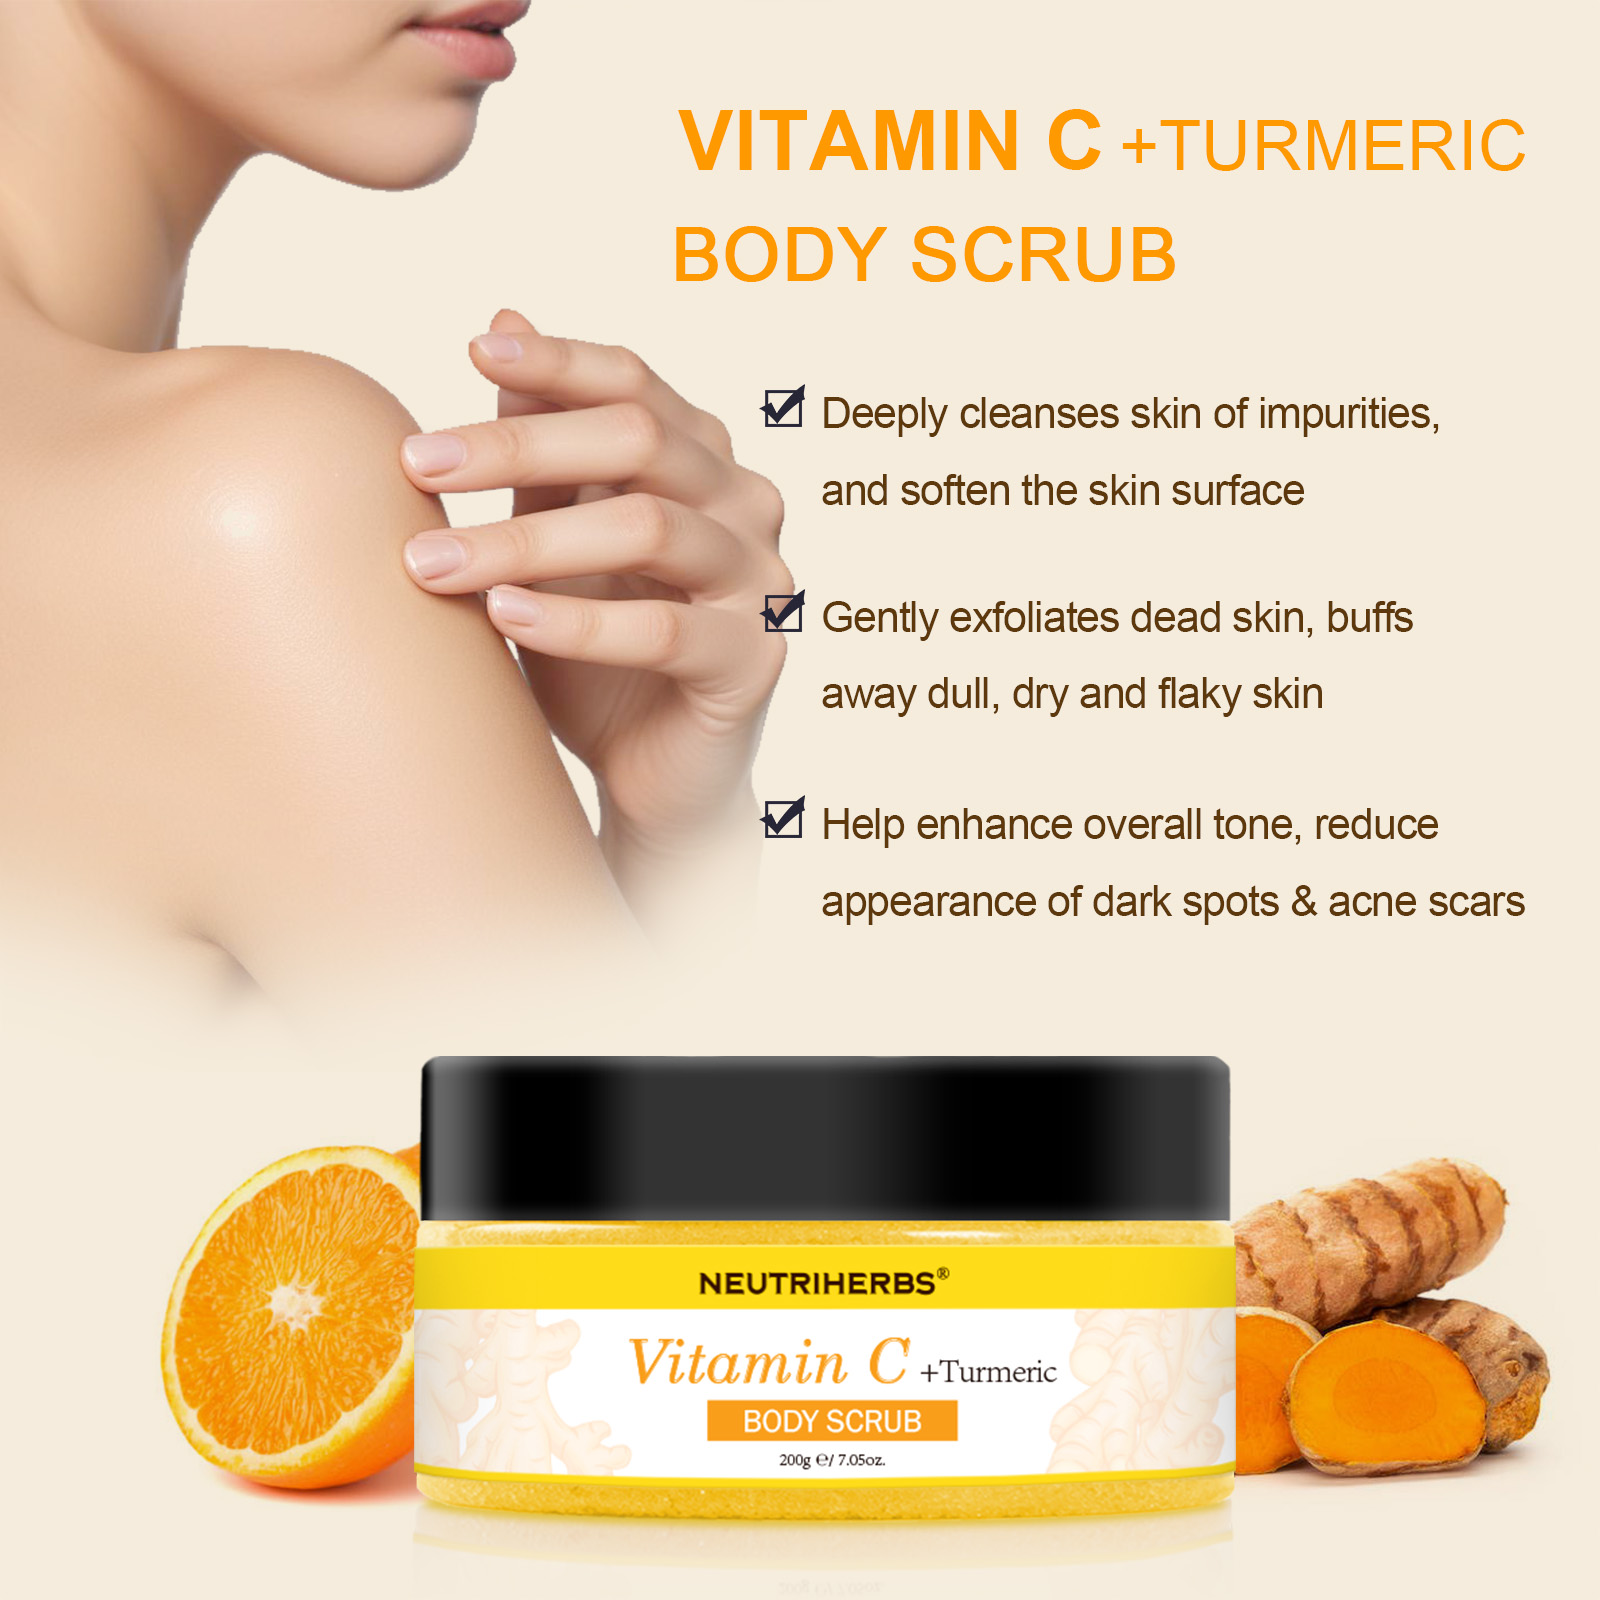 VITAMIN C +TURMERIC
BODY SCRUB
Deeply cleanses skin of impurities,
and soften the skin surface
Gently exfoliates dead skin, buffs
away dull, dry and flaky skin
Help enhance overall tone, reduce
appearance of dark spots & acne scars
NEUTRIHERBS®
Vitamin C +Turmeric
BODY SCRUB
200g ℮/ 7.05oz.